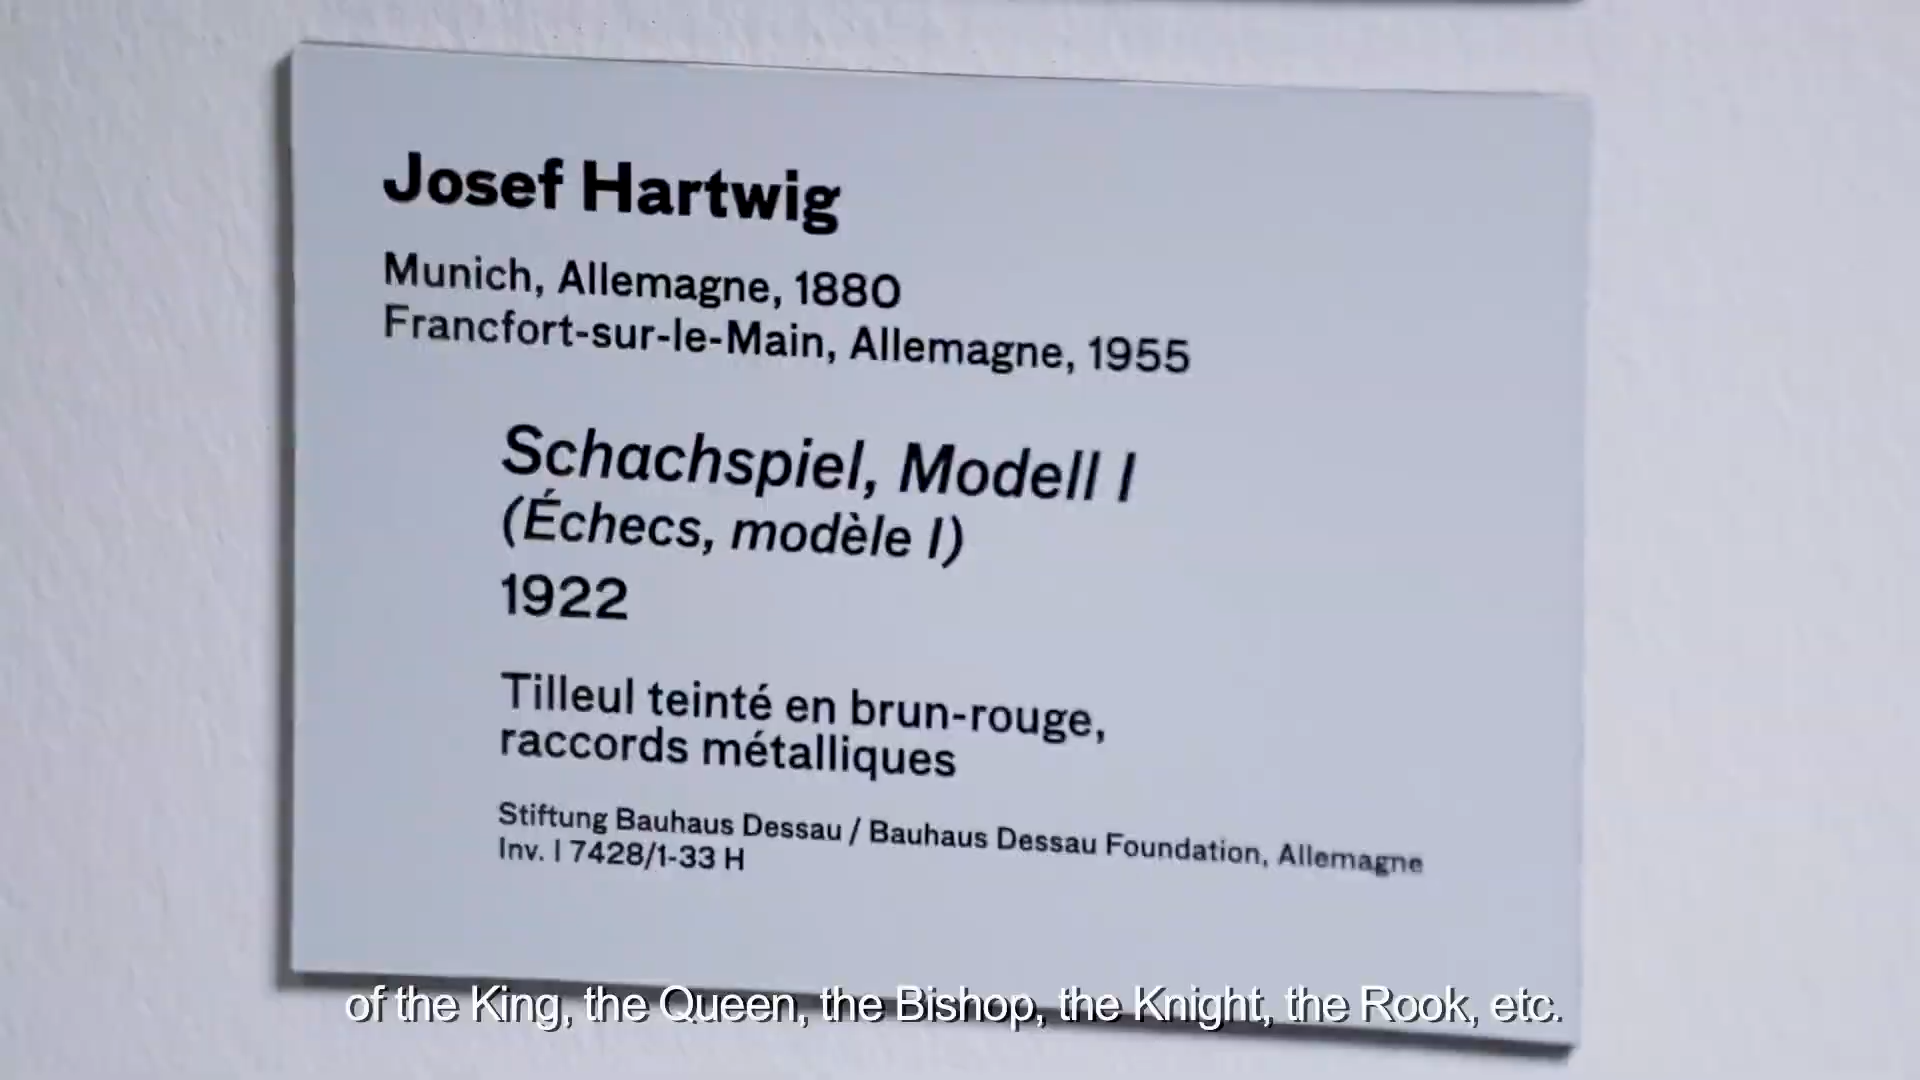 Josef Hartwig
Munich, Allemagne, 1880
Francfort-sur-le-Main, Allemagne, 1955
Schachspiel, Modell I
(Échecs, modèle I)
1922
Tilleul teinté en brun-rouge,
raccords métalliques
Stiftung Bauhaus Dessau / Bauhaus Dessau Foundation, Allemagne
Inv. I 7428/1-33 H
of the King, the Queen, the Bishop, the Knight, the Rook, etc.